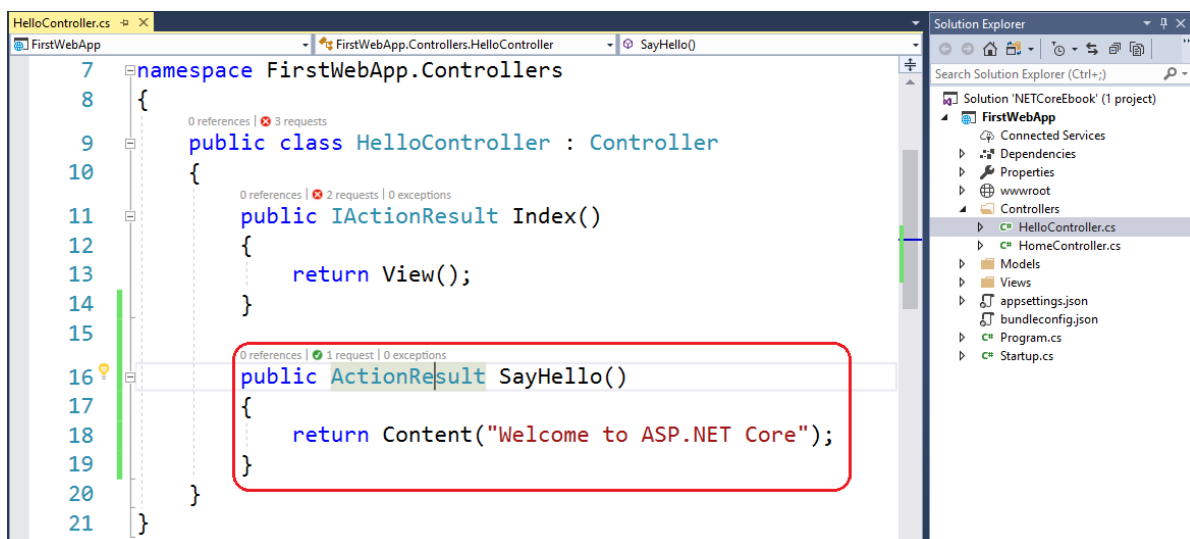 HelloController.cs
FirstWebApp
FirstWebApp.Controllers.HelloController
SayHello()
7 namespace FirstWebApp.Controllers
8 {
0 references | 3 requests
9 public class HelloController : Controller
10 {
0 references | 2 requests | 0 exceptions
11 public IActionResult Index()
12 {
13 return View();
14 }
15
0 references | 1 request | 0 exceptions
16 public ActionResult SayHello()
17 {
18 return Content("Welcome to ASP.NET Core");
19 }
20 }
21 }
Solution Explorer
Search Solution Explorer (Ctrl+;)
Solution 'NETCoreEbook' (1 project)
FirstWebApp
Connected Services
Dependencies
Properties
wwwroot
Controllers
C# HelloController.cs
C# HomeController.cs
Models
Views
appsettings.json
bundleconfig.json
C# Program.cs
C# Startup.cs